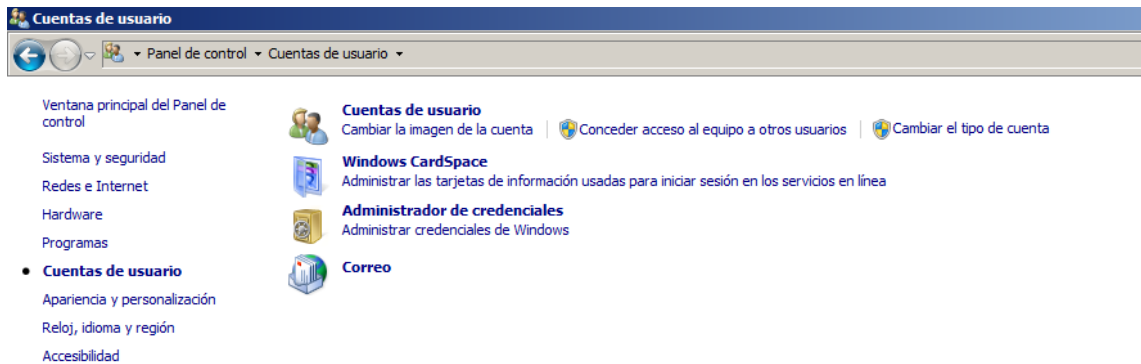 Cuentas de usuario
Panel de control Cuentas de usuario
Ventana principal del Panel de
control
Sistema y seguridad
Redes e Internet
Hardware
Programas
Cuentas de usuario
Apariencia y personalización
Reloj, idioma y región
Accesibilidad
Cuentas de usuario
Cambiar la imagen de la cuenta Conceder acceso al equipo a otros usuarios Cambiar el tipo de cuenta
Windows CardSpace
Administrar las tarjetas de información usadas para iniciar sesión en los servicios en línea
Administrador de credenciales
Administrar credenciales de Windows
Correo